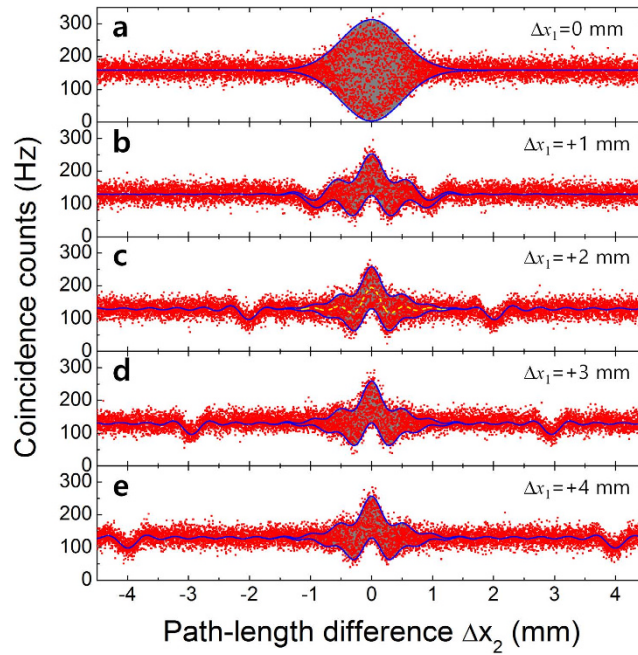 Coincidence counts (Hz)
a
Δx₁=0 mm
300
200
100
0
b
Δx₁=+1 mm
300
200
100
0
c
Δx₁=+2 mm
300
200
100
0
d
Δx₁=+3 mm
300
200
100
0
e
Δx₁=+4 mm
300
200
100
0
-4 -3 -2 -1 0 1 2 3 4
Path-length difference Δx₂ (mm)